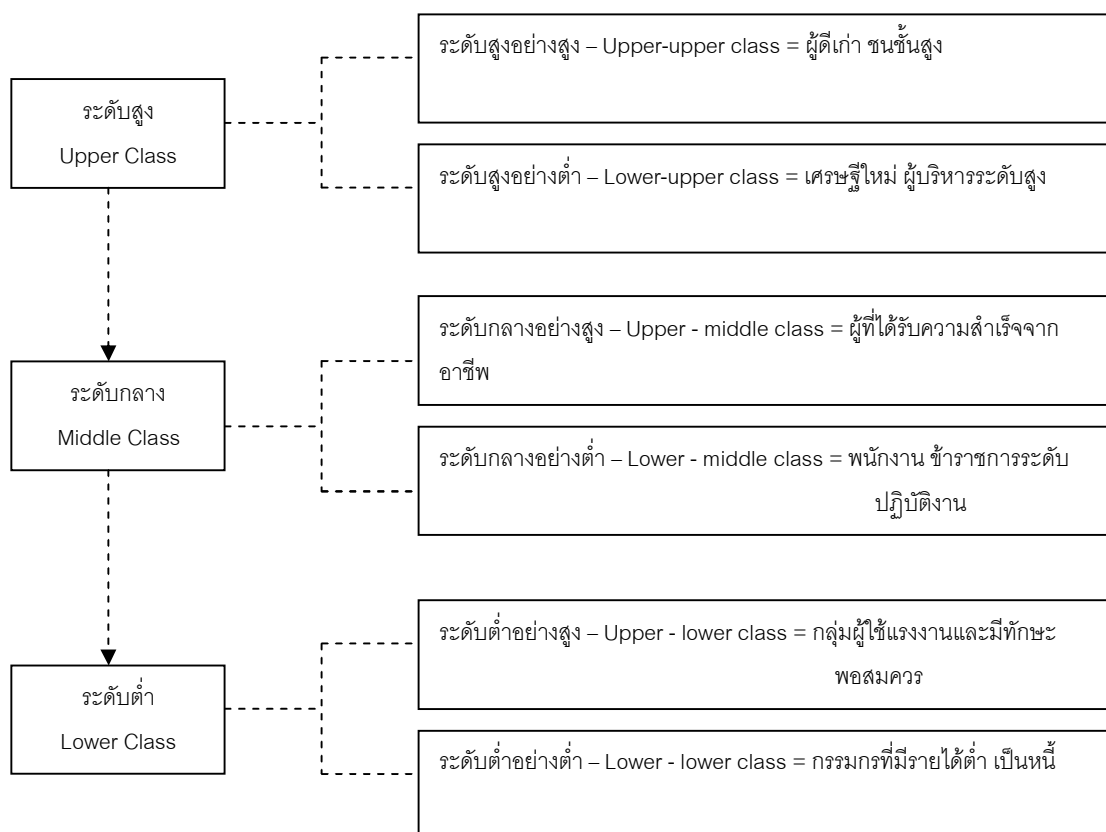 ระดับสูงอย่างสูง – Upper-upper class = ผู้ดีเก่า ชนชั้นสูง
ระดับสูง
Upper Class
ระดับสูงอย่างต่ำ – Lower-upper class = เศรษฐีใหม่ ผู้บริหารระดับสูง
ระดับกลางอย่างสูง – Upper - middle class = ผู้ที่ได้รับความสำเร็จจาก
อาชีพ
ระดับกลาง
Middle Class
ระดับกลางอย่างต่ำ – Lower - middle class = พนักงาน ข้าราชการระดับ
ปฏิบัติงาน
ระดับต่ำอย่างสูง – Upper - lower class = กลุ่มผู้ใช้แรงงานและมีทักษะ
พอสมควร
ระดับต่ำ
Lower Class
ระดับต่ำอย่างต่ำ – Lower - lower class = กรรมกรที่มีรายได้ต่ำ เป็นหนี้